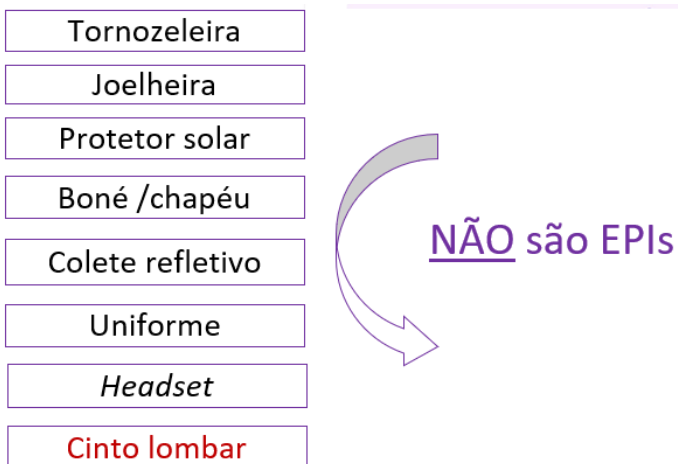 Tornozeleira
Joelheira
Protetor solar
Boné /chapéu
Colete refletivo
Uniforme
Headset
Cinto lombar
NÃO são EPIs